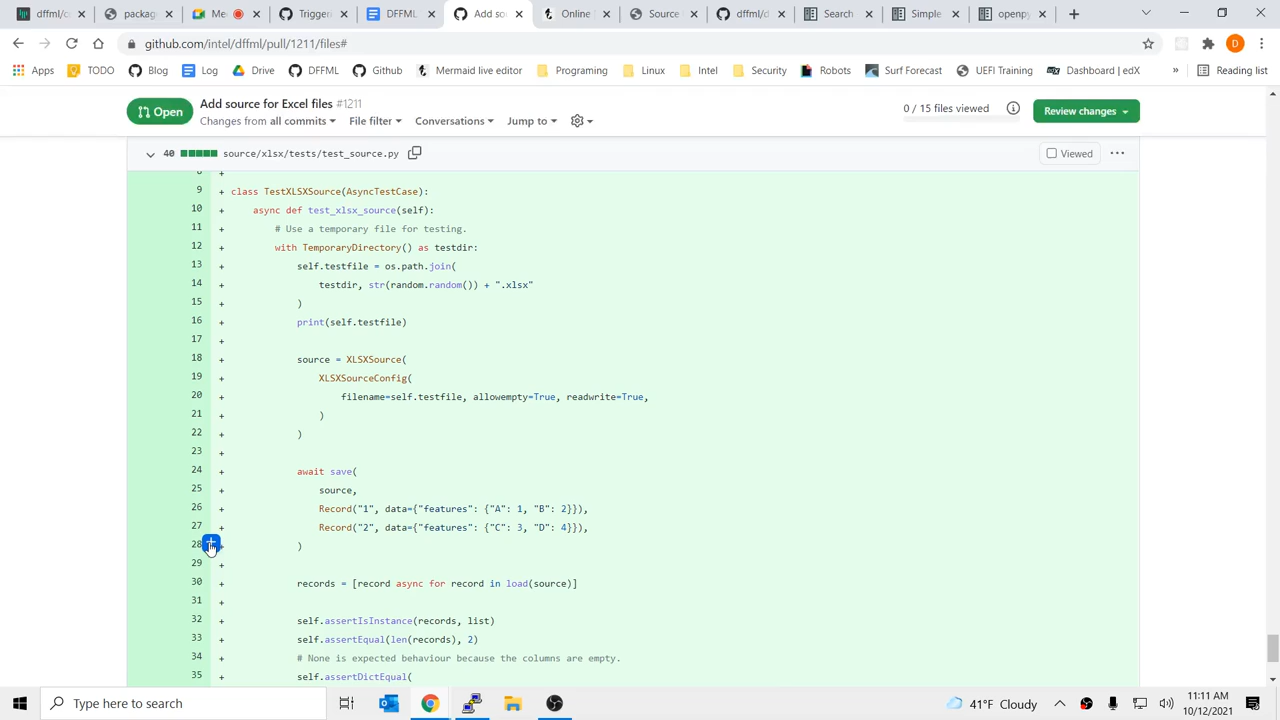 dffml/c
package
Me
Trigger
DFFML
Add so
Online
Source
dffml/d
Search
Simple
openpy
github.com/intel/dffml/pull/1211/files#
D
Apps
TODO
Blog
Log
Drive
DFFML
Github
Mermaid live editor
Programing
Linux
Intel
Security
Robots
Surf Forecast
UEFI Training
edX
Dashboard | edX
»
Reading list
Open
Add source for Excel files #1211
Changes from all commits
File filter
Conversations
Jump to
0 / 15 files viewed
Review changes
40
source/xlsx/tests/test_source.py
Viewed
8 +
9 + class TestXLSXSource(AsyncTestCase):
10 + async def test_xlsx_source(self):
11 + # Use a temporary file for testing.
12 + with TemporaryDirectory() as testdir:
13 + self.testfile = os.path.join(
14 + testdir, str(random.random()) + ".xlsx"
15 + )
16 + print(self.testfile)
17 +
18 + source = XLSXSource(
19 + XLSXSourceConfig(
20 + filename=self.testfile, allowempty=True, readwrite=True,
21 + )
22 + )
23 +
24 + await save(
25 + source,
26 + Record("1", data={"features": {"A": 1, "B": 2}}),
27 + Record("2", data={"features": {"C": 3, "D": 4}}),
28 + )
29 +
30 + records = [record async for record in load(source)]
31 +
32 + self.assertIsInstance(records, list)
33 + self.assertEqual(len(records), 2)
34 + # None is expected behaviour because the columns are empty.
35 + self.assertDictEqual(
Type here to search
41°F Cloudy
11:11 AM
10/12/2021